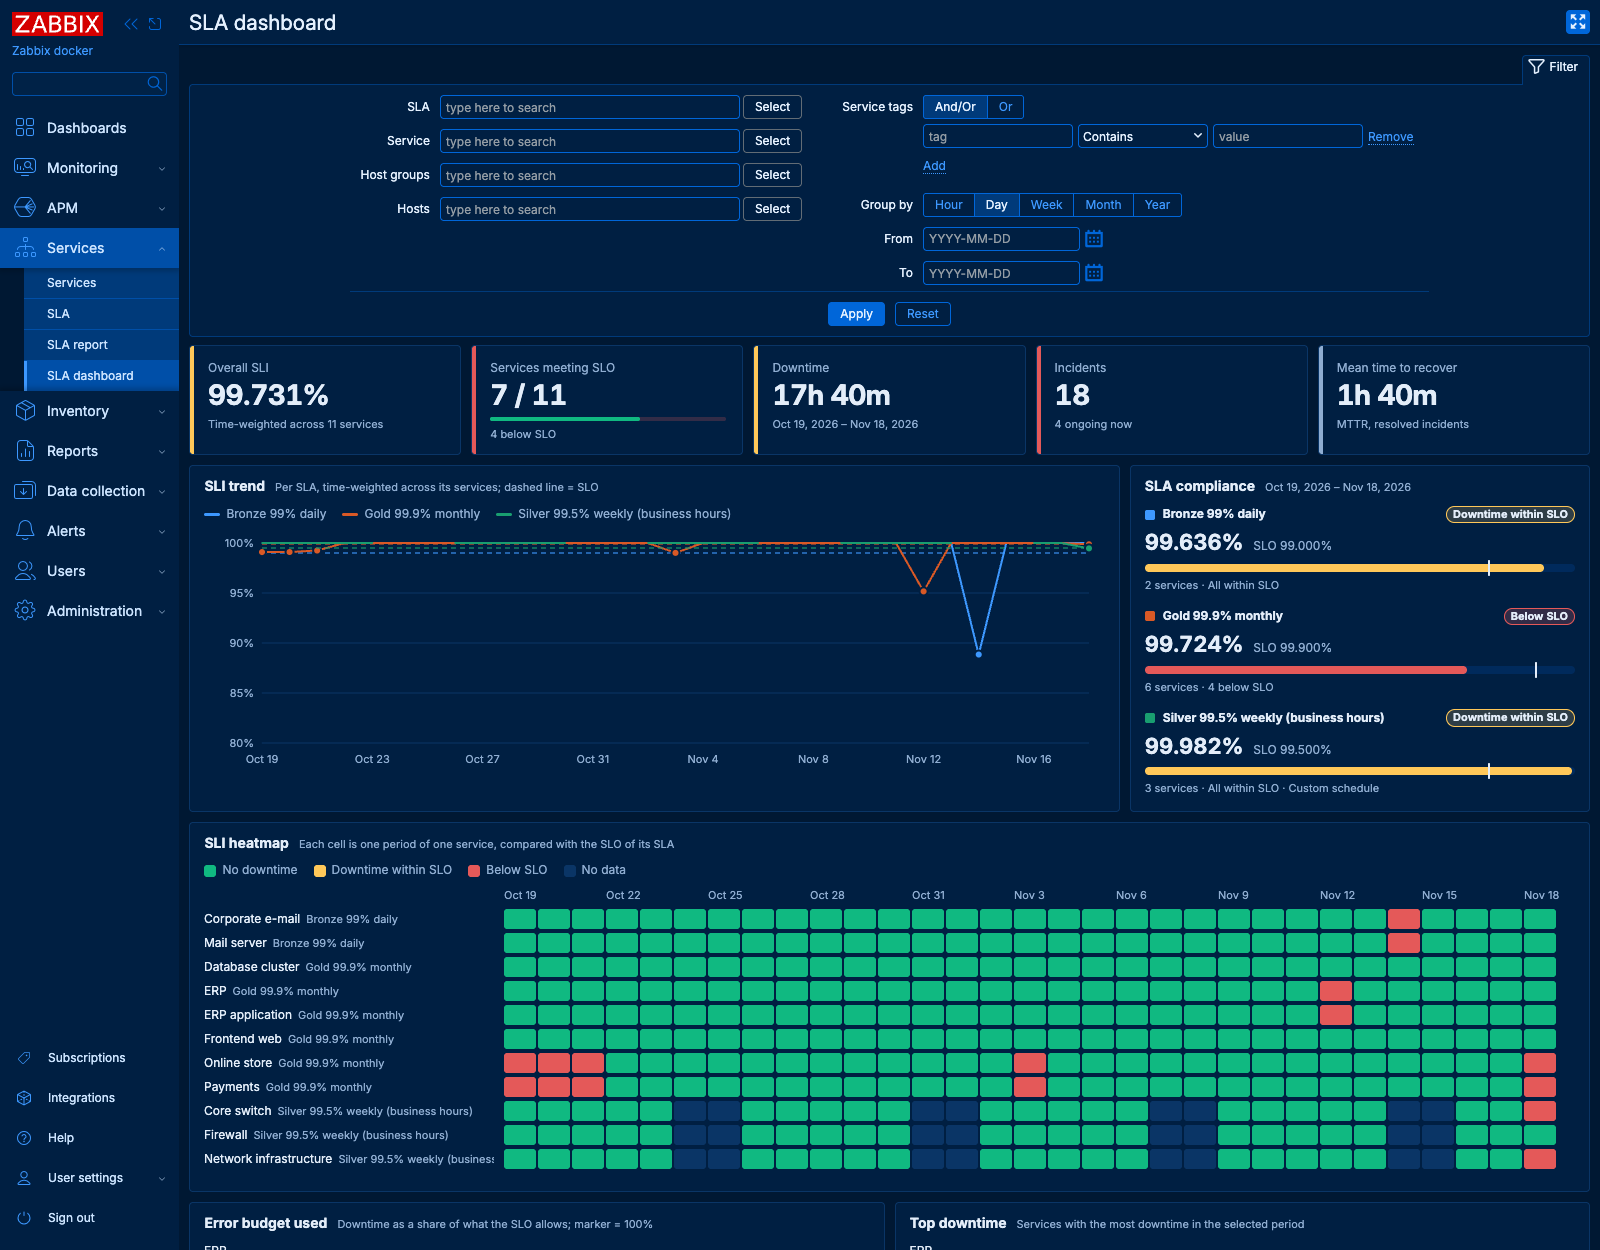 ZABBIX
Zabbix docker
Dashboards
Monitoring
APM
Services
Services
SLA
SLA report
SLA dashboard
Inventory
Reports
Data collection
Alerts
Users
Administration
Subscriptions
Integrations
Help
User settings
Sign out
SLA dashboard
Filter
SLA type here to search Select
Service type here to search Select
Host groups type here to search Select
Hosts type here to search Select
Service tags And/Or Or
tag Contains value Remove
Add
Group by Hour Day Week Month Year
From YYYY-MM-DD
To YYYY-MM-DD
Apply Reset
Overall SLI
99.731%
Time-weighted across 11 services
Services meeting SLO
7 / 11
4 below SLO
Downtime
17h 40m
Oct 19, 2026 – Nov 18, 2026
Incidents
18
4 ongoing now
Mean time to recover
1h 40m
MTTR, resolved incidents
SLI trend Per SLA, time-weighted across its services; dashed line = SLO
Bronze 99% daily Gold 99.9% monthly Silver 99.5% weekly (business hours)
100%
95%
90%
85%
80%
Oct 19 Oct 23 Oct 27 Oct 31 Nov 4 Nov 8 Nov 12 Nov 16
SLA compliance Oct 19, 2026 – Nov 18, 2026
Bronze 99% daily Downtime within SLO
99.636% SLO 99.000%
2 services · All within SLO
Gold 99.9% monthly Below SLO
99.724% SLO 99.900%
6 services · 4 below SLO
Silver 99.5% weekly (business hours) Downtime within SLO
99.982% SLO 99.500%
3 services · All within SLO · Custom schedule
SLI heatmap Each cell is one period of one service, compared with the SLO of its SLA
No downtime Downtime within SLO Below SLO No data
Oct 19 Oct 22 Oct 25 Oct 28 Oct 31 Nov 3 Nov 6 Nov 9 Nov 12 Nov 15 Nov 18
Corporate e-mail Bronze 99% daily
Mail server Bronze 99% daily
Database cluster Gold 99.9% monthly
ERP Gold 99.9% monthly
ERP application Gold 99.9% monthly
Frontend web Gold 99.9% monthly
Online store Gold 99.9% monthly
Payments Gold 99.9% monthly
Core switch Silver 99.5% weekly (business hours)
Firewall Silver 99.5% weekly (business hours)
Network infrastructure Silver 99.5% weekly (business
Error budget used Downtime as a share of what the SLO allows; marker = 100%
ERP
Top downtime Services with the most downtime in the selected period
ERP